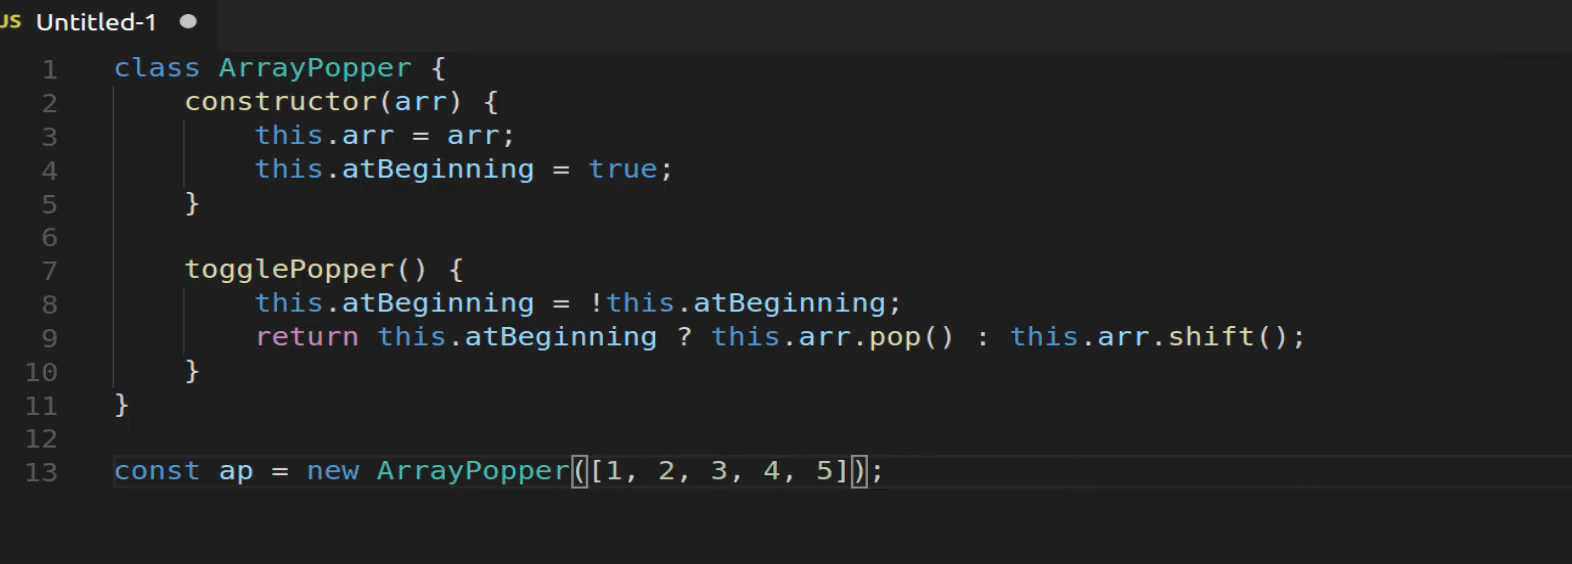 JS Untitled-1
1 class ArrayPopper {
2     constructor(arr) {
3         this.arr = arr;
4         this.atBeginning = true;
5     }
6
7     togglePopper() {
8         this.atBeginning = !this.atBeginning;
9         return this.atBeginning ? this.arr.pop() : this.arr.shift();
10     }
11 }
12
13 const ap = new ArrayPopper([1, 2, 3, 4, 5]);